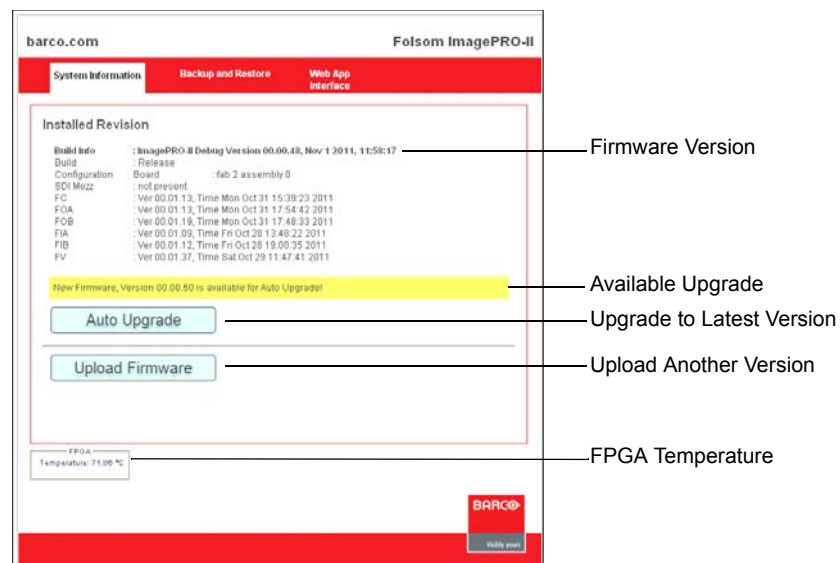 barco.com Folsom ImagePRO-II
System Information Backup and Restore Web App Interface
Installed Revision
Build Info : ImagePRO-II Debug Version 00.00.48, Nov 1 2011, 11:58:17
Firmware Version
Build : Release
Configuration Board : fab 2 assembly 0
SDI Mezz : not present
FC : Ver 00.01.13, Time Mon Oct 31 15:39:23 2011
FOA : Ver 00.01.13, Time Mon Oct 31 17:54:42 2011
FOB : Ver 00.01.19, Time Mon Oct 31 17:48:33 2011
FIA : Ver 00.01.09, Time Fri Oct 28 13:48:22 2011
FIB : Ver 00.01.12, Time Fri Oct 28 19:00:35 2011
FV : Ver 00.01.37, Time Sat Oct 29 11:47:41 2011
New Firmware, Version 00.00.50 is available for Auto Upgrade!
Available Upgrade
Auto Upgrade
Upgrade to Latest Version
Upload Firmware
Upload Another Version
FPGA
Temperature: 71.06 °C
FPGA Temperature
BARCO
Visibly yours